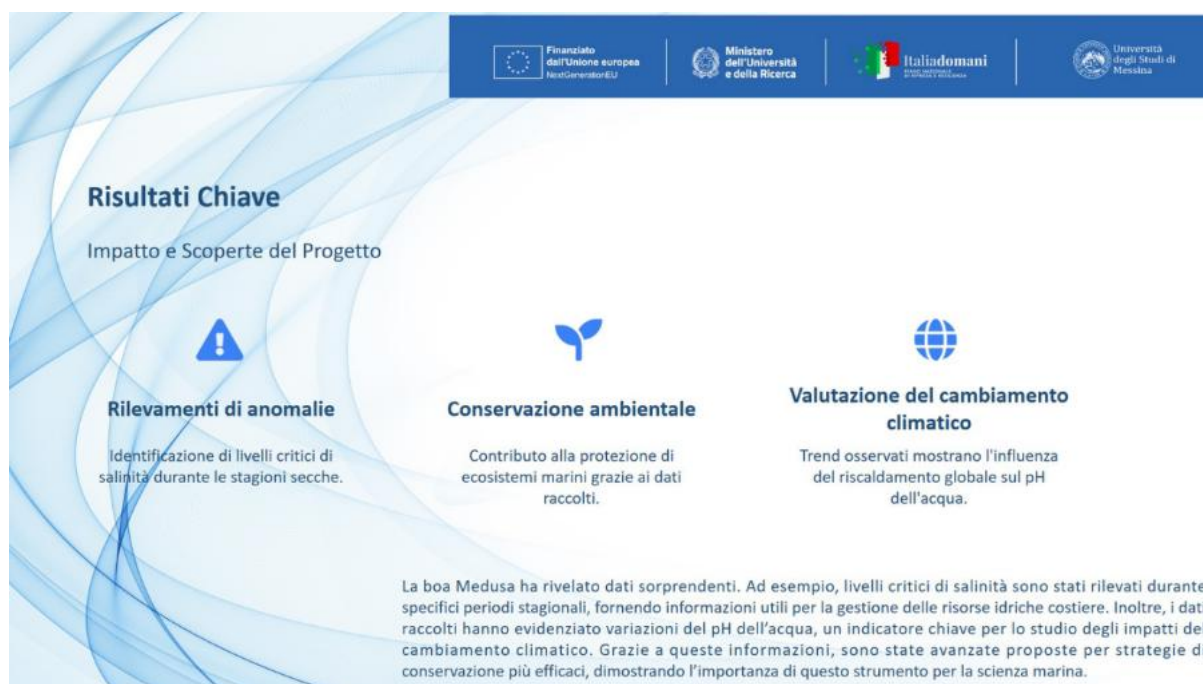 Finanziato
dall'Unione europea
NextGenerationEU
Ministero
dell'Università
e della Ricerca
Italiadomani
PIANO NAZIONALE
DI RIPRESA E RESILIENZA
Università
degli Studi di
Messina
Risultati Chiave
Impatto e Scoperte del Progetto
Rilevamenti di anomalie
Identificazione di livelli critici di
salinità durante le stagioni secche.
Conservazione ambientale
Contributo alla protezione di
ecosistemi marini grazie ai dati
raccolti.
Valutazione del cambiamento
climatico
Trend osservati mostrano l'influenza
del riscaldamento globale sul pH
dell'acqua.
La boa Medusa ha rivelato dati sorprendenti. Ad esempio, livelli critici di salinità sono stati rilevati durante
specifici periodi stagionali, fornendo informazioni utili per la gestione delle risorse idriche costiere. Inoltre, i dati
raccolti hanno evidenziato variazioni del pH dell'acqua, un indicatore chiave per lo studio degli impatti del
cambiamento climatico. Grazie a queste informazioni, sono state avanzate proposte per strategie di
conservazione più efficaci, dimostrando l'importanza di questo strumento per la scienza marina.